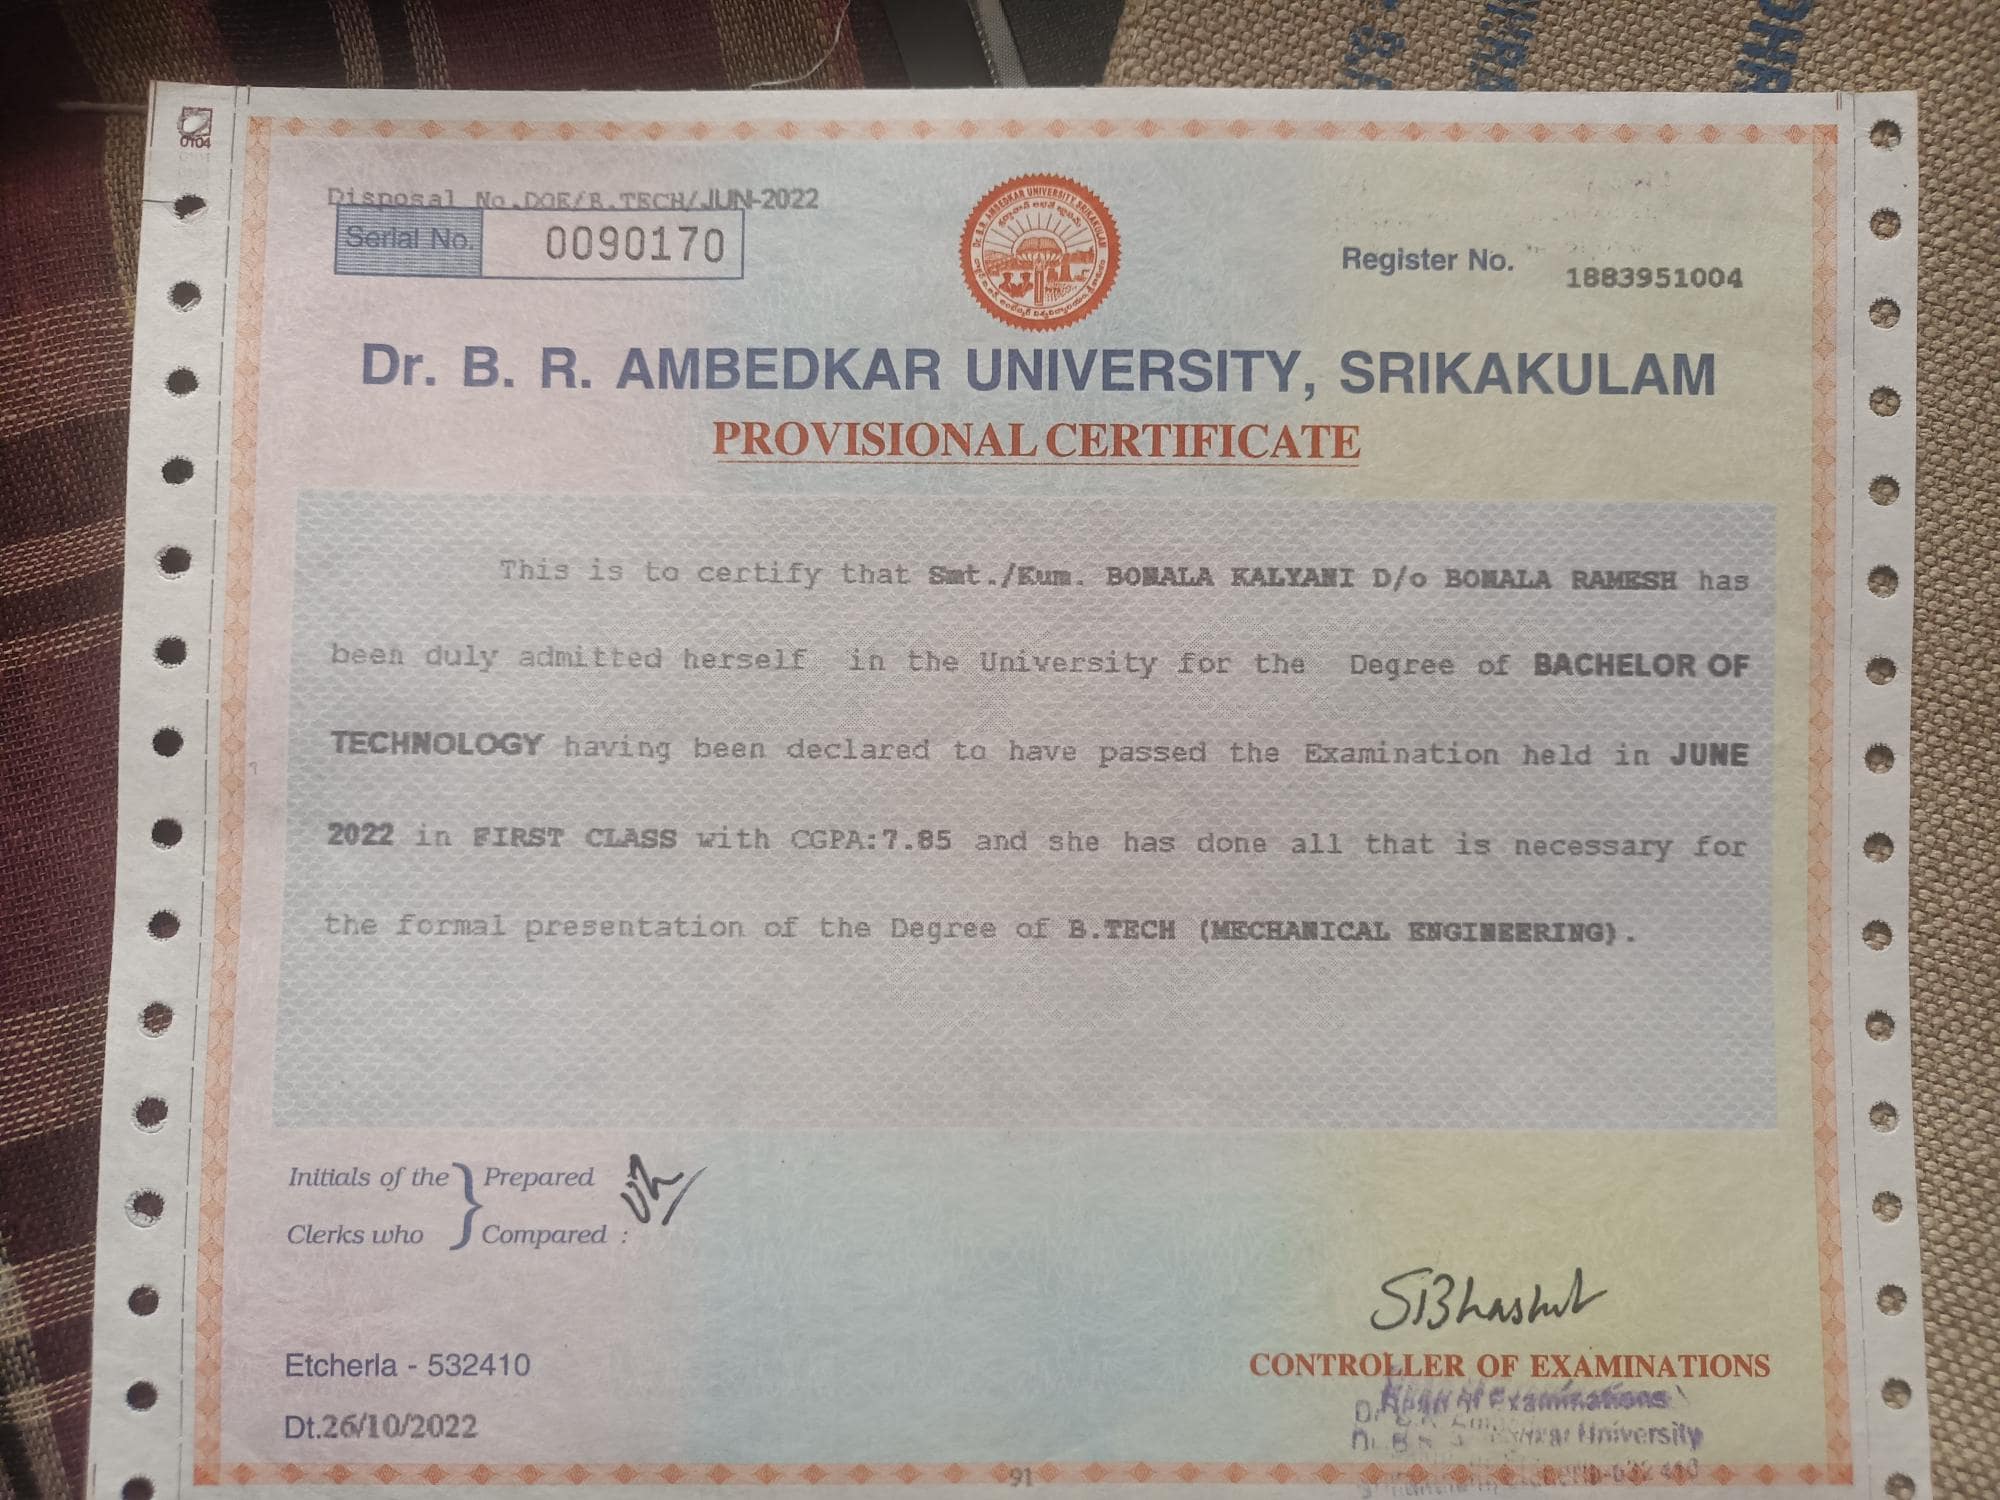 0104
Disposal No.DOE/B.TECH/JUN-2022
Serial No. 0090170
Register No. 1883951004
Dr. B. R. AMBEDKAR UNIVERSITY, SRIKAKULAM
PROVISIONAL CERTIFICATE
This is to certify that Smt./Kum. BONALA KALYANI D/o BONALA RAMESH has
been duly admitted herself in the University for the Degree of BACHELOR OF
TECHNOLOGY having been declared to have passed the Examination held in JUNE
2022 in FIRST CLASS with CGPA:7.85 and she has done all that is necessary for
the formal presentation of the Degree of B.TECH (MECHANICAL ENGINEERING).
Initials of the } Prepared
Clerks who } Compared :
Etcherla - 532410
CONTROLLER OF EXAMINATIONS
Examinations
University
Dt.26/10/2022
91